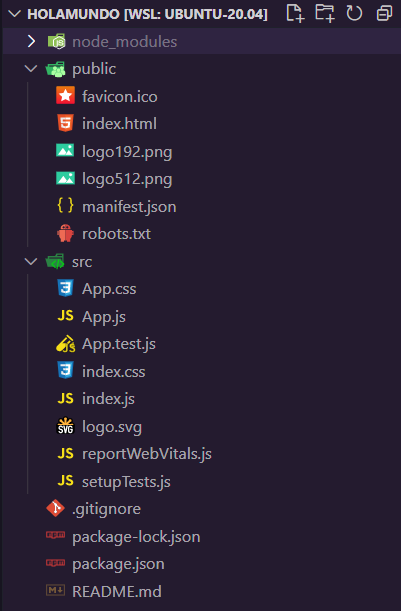 HOLAMUNDO [WSL: UBUNTU-20.04]
node_modules
public
favicon.ico
index.html
logo192.png
logo512.png
manifest.json
robots.txt
src
App.css
JS App.js
App.test.js
index.css
JS index.js
SVG logo.svg
JS reportWebVitals.js
JS setupTests.js
.gitignore
npm package-lock.json
npm package.json
README.md